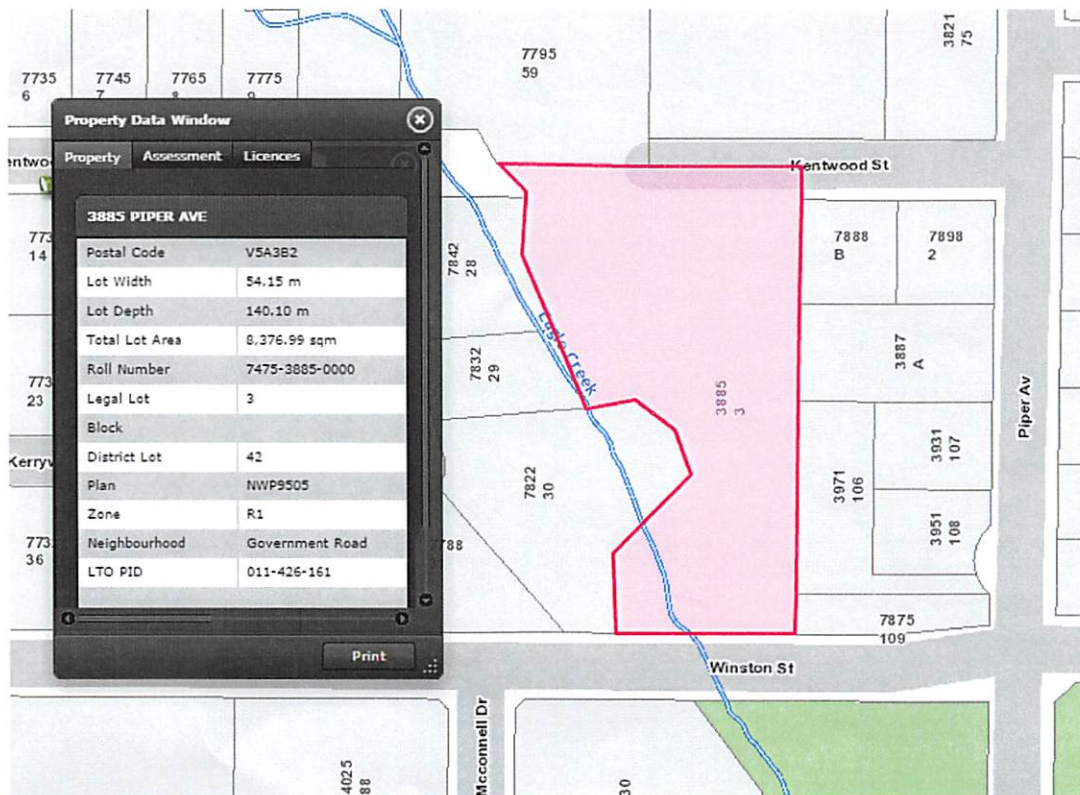 7735
6
7745
7
7765
8
7775
9
7795
59
3821
75
Property Data Window
Property Assessment Licences
3885 PIPER AVE
Postal Code V5A3B2
Lot Width 54.15 m
Lot Depth 140.10 m
Total Lot Area 8,376.99 sqm
Roll Number 7475-3885-0000
Legal Lot 3
Block
District Lot 42
Plan NWP9505
Zone R1
Neighbourhood Government Road
LTO PID 011-426-161
Print
Kentwood St
14
23
36
7842
28
7832
29
7822
30
788
Eagle Creek
3885
3
7888
B
7898
2
3887
A
3971
106
3931
107
3951
108
7875
109
Piper Av
Winston St
Mcconnell Dr
4025
88
30